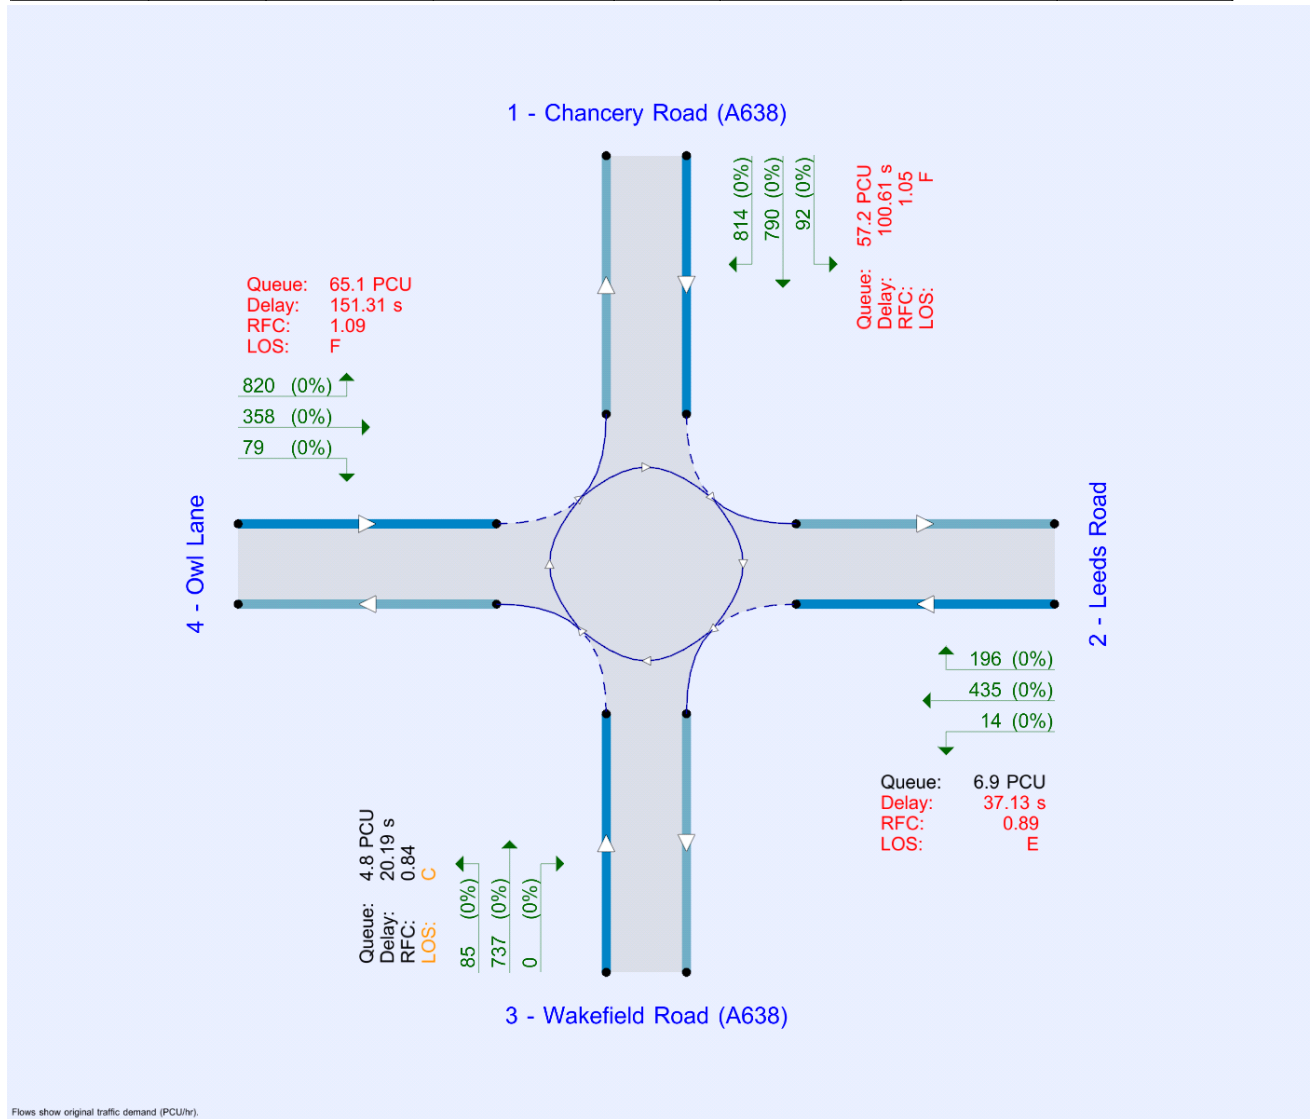 1 - Chancery Road (A638)
814 (0%)
790 (0%)
92 (0%)
Queue: 57.2 PCU
Delay: 100.61 s
RFC: 1.05
LOS: F
Queue: 65.1 PCU
Delay: 151.31 s
RFC: 1.09
LOS: F
820 (0%)
358 (0%)
79 (0%)
4 - Owl Lane
2 - Leeds Road
196 (0%)
435 (0%)
14 (0%)
Queue: 6.9 PCU
Delay: 37.13 s
RFC: 0.89
LOS: E
Queue: 4.8 PCU
Delay: 20.19 s
RFC: 0.84
LOS: C
85 (0%)
737 (0%)
0 (0%)
3 - Wakefield Road (A638)
Flows show original traffic demand (PCU/hr).